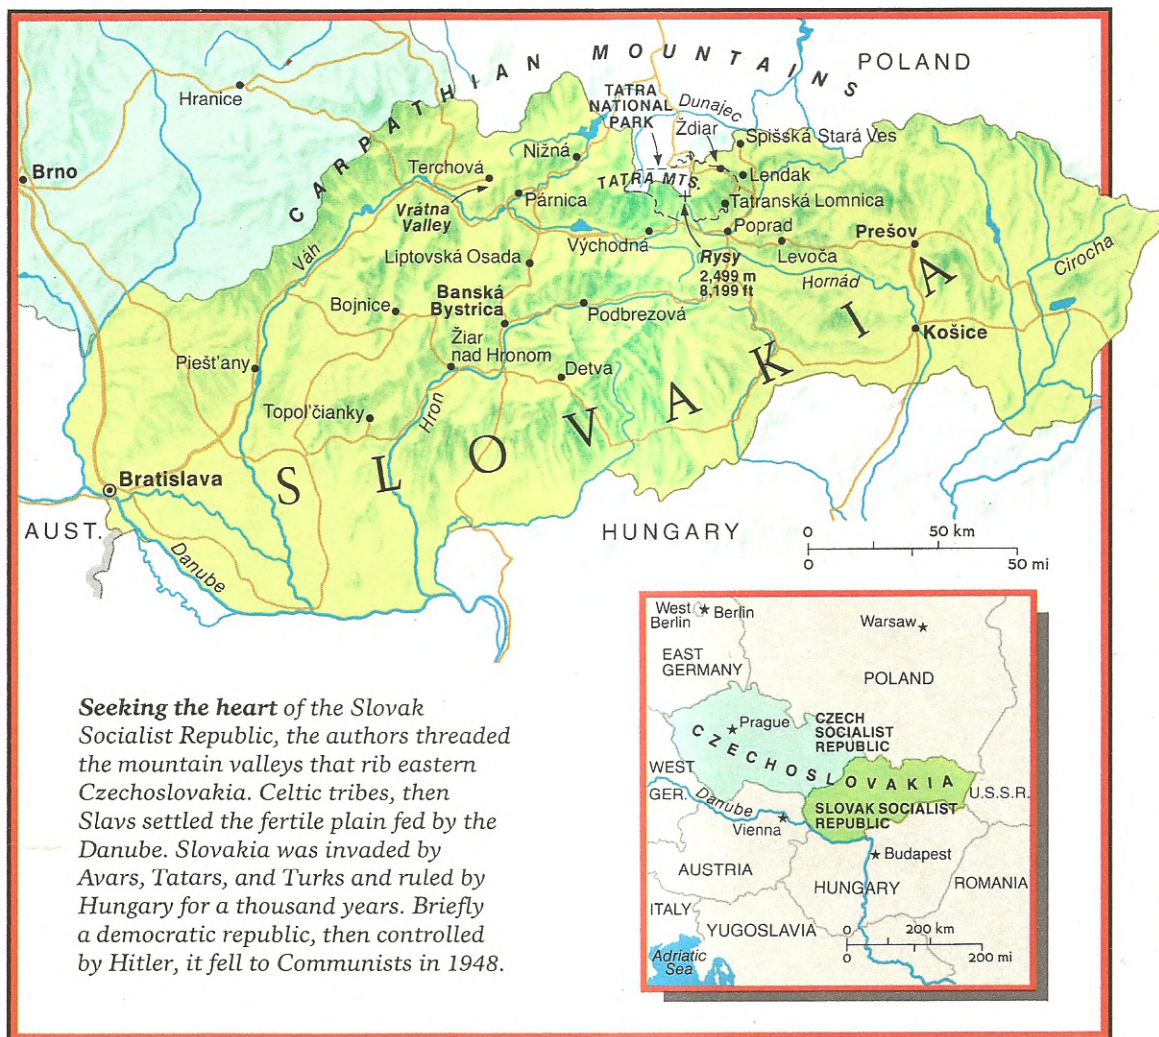 CARPATHIAN MOUNTAINS
POLAND
Hranice
TATRA
NATIONAL
PARK
Dunajec
Ždiar
Spišská Stará Ves
Nižná
Brno
Terchová
TATRA MTS.
Lendak
Párnica
Tatranská Lomnica
Vrátna
Valley
Východná
Poprad
Prešov
Levoča
Váh
Liptovská Osada
Rysy
2,499 m
8,199 ft
Hornád
Cirocha
Bojnice
Banská
Bystrica
Podbrezová
Košice
Žiar
nad Hronom
Piešt'any
Detva
Topol'čianky
Hron
SLOVAKIA
Bratislava
AUST.
HUNGARY
Danube
0 50 km
0 50 mi
West
Berlin
Berlin
Warsaw
EAST
GERMANY
POLAND
Prague
CZECH
SOCIALIST
REPUBLIC
CZECHOSLOVAKIA
WEST
GER.
U.S.S.R.
Danube
SLOVAK SOCIALIST
REPUBLIC
Vienna
Budapest
AUSTRIA
HUNGARY
ROMANIA
ITALY
YUGOSLAVIA
0 200 km
0 200 mi
Adriatic
Sea
Seeking the heart of the Slovak
Socialist Republic, the authors threaded
the mountain valleys that rib eastern
Czechoslovakia. Celtic tribes, then
Slavs settled the fertile plain fed by the
Danube. Slovakia was invaded by
Avars, Tatars, and Turks and ruled by
Hungary for a thousand years. Briefly
a democratic republic, then controlled
by Hitler, it fell to Communists in 1948.